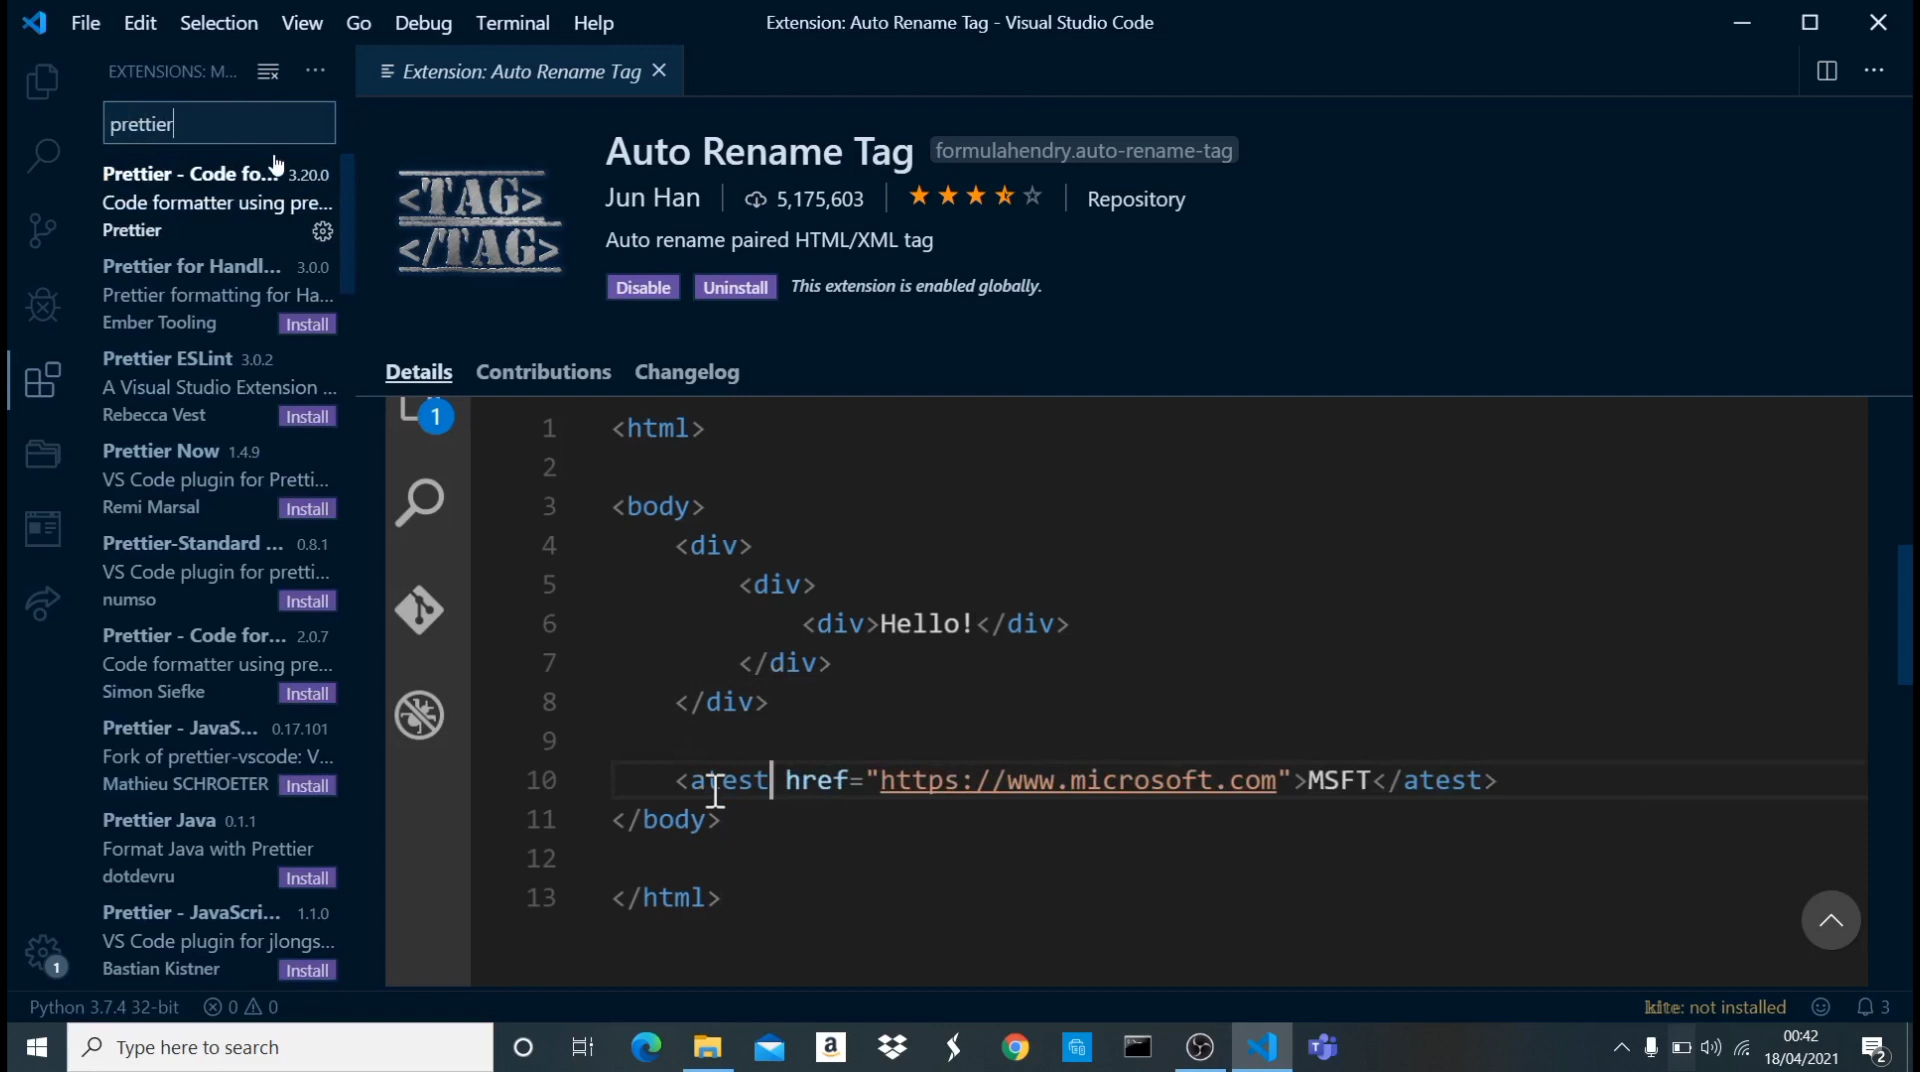 File Edit Selection View Go Debug Terminal Help
Extension: Auto Rename Tag - Visual Studio Code
EXTENSIONS: M...
Extension: Auto Rename Tag
prettier
Prettier - Code fo... 3.20.0
Code formatter using pre...
Prettier
Prettier for Handl... 3.0.0
Prettier formatting for Ha...
Ember Tooling Install
Prettier ESLint 3.0.2
A Visual Studio Extension ...
Rebecca Vest Install
Prettier Now 1.4.9
VS Code plugin for Pretti...
Remi Marsal Install
Prettier-Standard ... 0.8.1
VS Code plugin for pretti...
numso Install
Prettier - Code for... 2.0.7
Code formatter using pre...
Simon Siefke Install
Prettier - JavaS... 0.17.101
Fork of prettier-vscode: V...
Mathieu SCHROETER Install
Prettier Java 0.1.1
Format Java with Prettier
dotdevru Install
Prettier - JavaScri... 1.1.0
VS Code plugin for jlongs...
Bastian Kistner Install
1
<TAG>
</TAG>
Auto Rename Tag formulahendry.auto-rename-tag
Jun Han 5,175,603 Repository
Auto rename paired HTML/XML tag
Disable Uninstall This extension is enabled globally.
Details Contributions Changelog
1
1 <html>
2
3 <body>
4 <div>
5 <div>
6 <div>Hello!</div>
7 </div>
8 </div>
9
10 <atest href="https://www.microsoft.com">MSFT</atest>
11 </body>
12
13 </html>
Python 3.7.4 32-bit 0 0
kite: not installed 3
Type here to search
00:42
18/04/2021
2